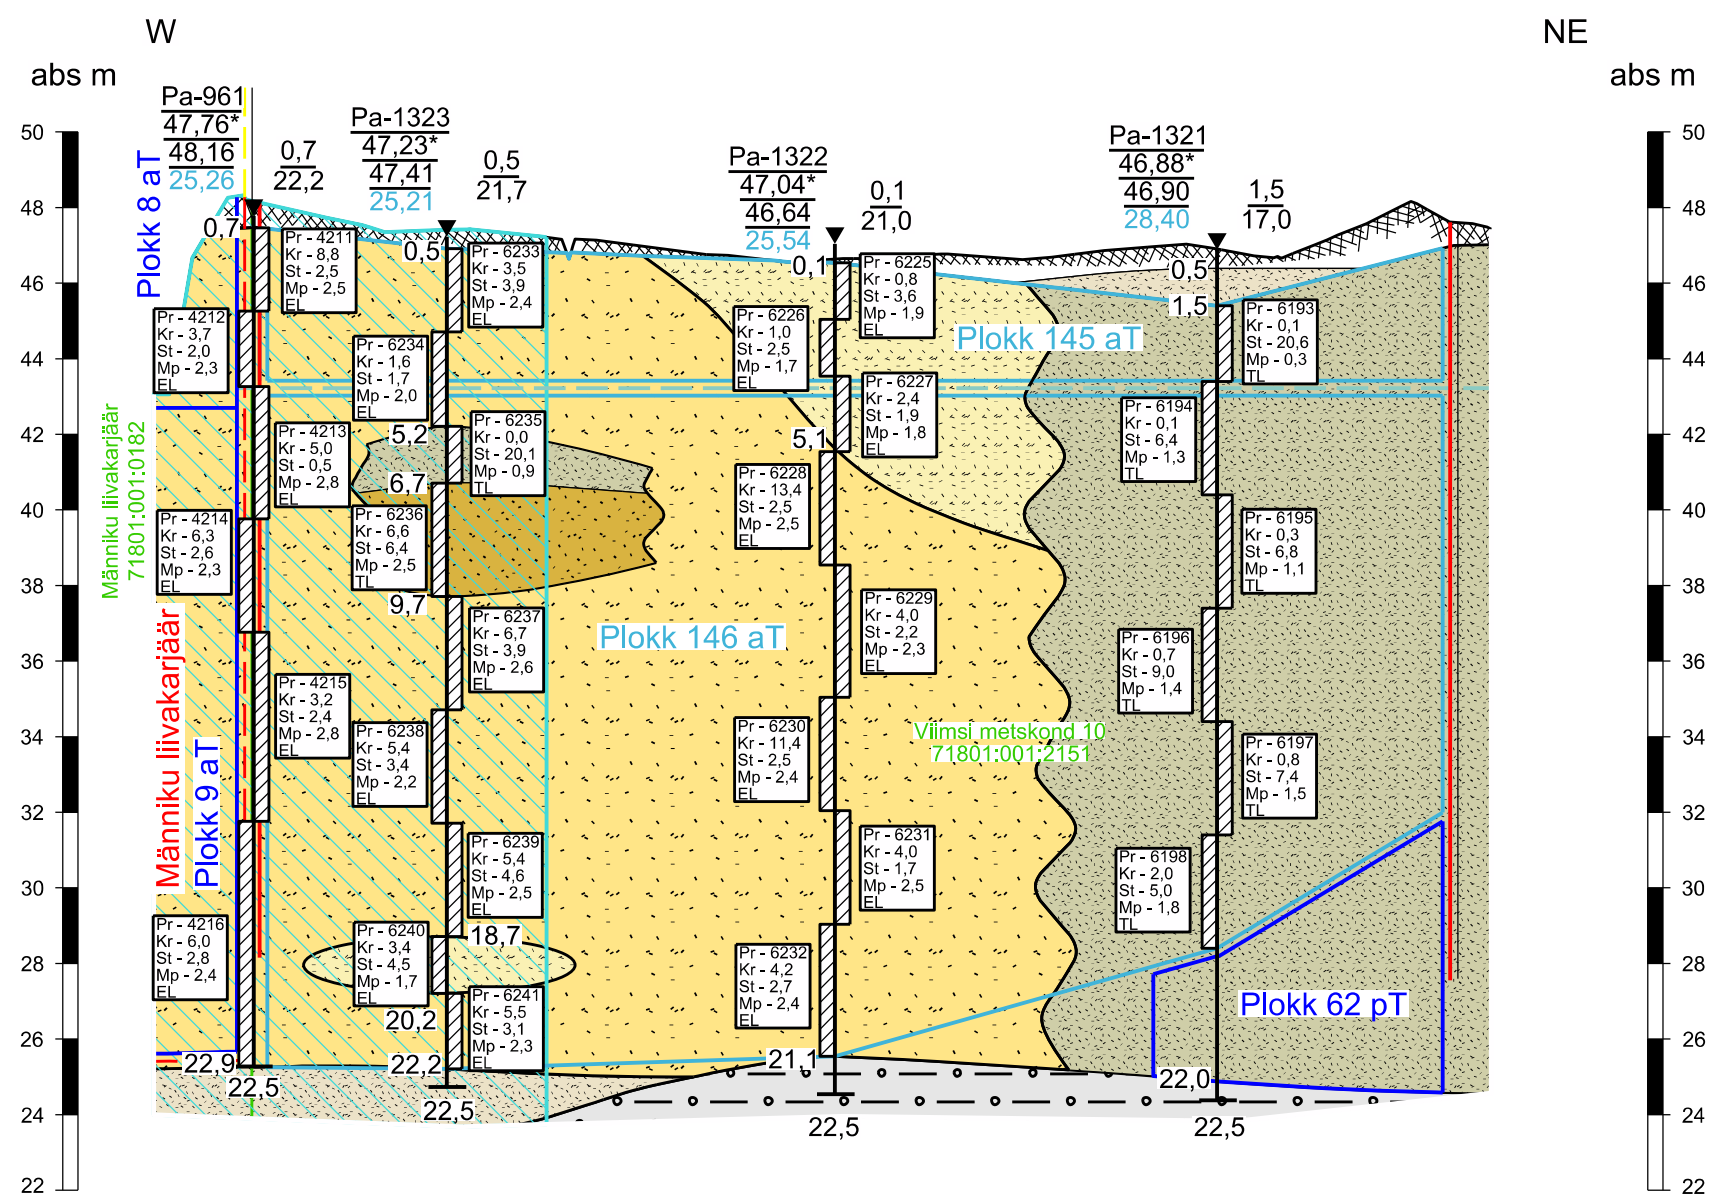 W
NE
abs m
abs m
50
48
46
44
42
40
38
36
34
32
30
28
26
24
22
Pa-961
47,76*
48,16
25,26
0,7
22,2
Pa-1323
47,23*
47,41
25,21
0,5
21,7
Pa-1322
47,04*
46,64
25,54
0,1
21,0
Pa-1321
46,88*
46,90
28,40
1,5
17,0
Plokk 8 aT
Männiku liivakarjäär
71801:001:0182
Männiku liivakarjäär
Plokk 9 aT
0,7
Pr - 4211
Kr - 8,8
St - 2,5
Mp - 2,5
EL
Pr - 4212
Kr - 3,7
St - 2,0
Mp - 2,3
EL
Pr - 4213
Kr - 5,0
St - 0,5
Mp - 2,8
EL
Pr - 4214
Kr - 6,3
St - 2,6
Mp - 2,3
EL
Pr - 4215
Kr - 3,2
St - 2,4
Mp - 2,8
EL
Pr - 4216
Kr - 6,0
St - 2,8
Mp - 2,4
EL
22,9
22,5
0,5
Pr - 6233
Kr - 3,5
St - 3,9
Mp - 2,4
EL
Pr - 6234
Kr - 1,6
St - 1,7
Mp - 2,0
EL
5,2
Pr - 6235
Kr - 0,0
St - 20,1
Mp - 0,9
TL
6,7
Pr - 6236
Kr - 6,6
St - 6,4
Mp - 2,5
TL
9,7
Pr - 6237
Kr - 6,7
St - 3,9
Mp - 2,6
EL
Pr - 6238
Kr - 5,4
St - 3,4
Mp - 2,2
EL
Pr - 6239
Kr - 5,4
St - 4,6
Mp - 2,5
EL
18,7
Pr - 6240
Kr - 3,4
St - 4,5
Mp - 1,7
EL
20,2
Pr - 6241
Kr - 5,5
St - 3,1
Mp - 2,3
EL
22,2
22,5
Plokk 146 aT
0,1
Pr - 6225
Kr - 0,8
St - 3,6
Mp - 1,9
EL
Pr - 6226
Kr - 1,0
St - 2,5
Mp - 1,7
EL
Pr - 6227
Kr - 2,4
St - 1,9
Mp - 1,8
EL
5,1
Pr - 6228
Kr - 13,4
St - 2,5
Mp - 2,5
EL
Pr - 6229
Kr - 4,0
St - 2,2
Mp - 2,3
EL
Pr - 6230
Kr - 11,4
St - 2,5
Mp - 2,4
EL
Pr - 6231
Kr - 4,0
St - 1,7
Mp - 2,5
EL
Pr - 6232
Kr - 4,2
St - 2,7
Mp - 2,4
EL
21,1
22,5
Plokk 145 aT
Viimsi metskond 10
71801:001:2151
0,5
1,5
Pr - 6193
Kr - 0,1
St - 20,6
Mp - 0,3
TL
Pr - 6194
Kr - 0,1
St - 6,4
Mp - 1,3
TL
Pr - 6195
Kr - 0,3
St - 6,8
Mp - 1,1
TL
Pr - 6196
Kr - 0,7
St - 9,0
Mp - 1,4
TL
Pr - 6197
Kr - 0,8
St - 7,4
Mp - 1,5
TL
Pr - 6198
Kr - 2,0
St - 5,0
Mp - 1,8
TL
Plokk 62 pT
22,0
22,5
50
48
46
44
42
40
38
36
34
32
30
28
26
24
22